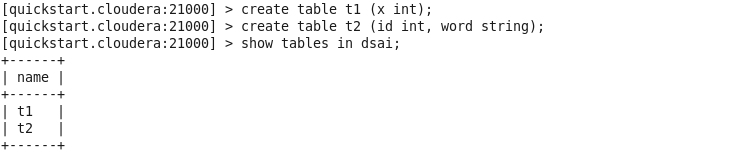 [quickstart.cloudera:21000] > create table t1 (x int);
[quickstart.cloudera:21000] > create table t2 (id int, word string);
[quickstart.cloudera:21000] > show tables in dsai;
+------+
| name |
+------+
| t1   |
| t2   |
+------+